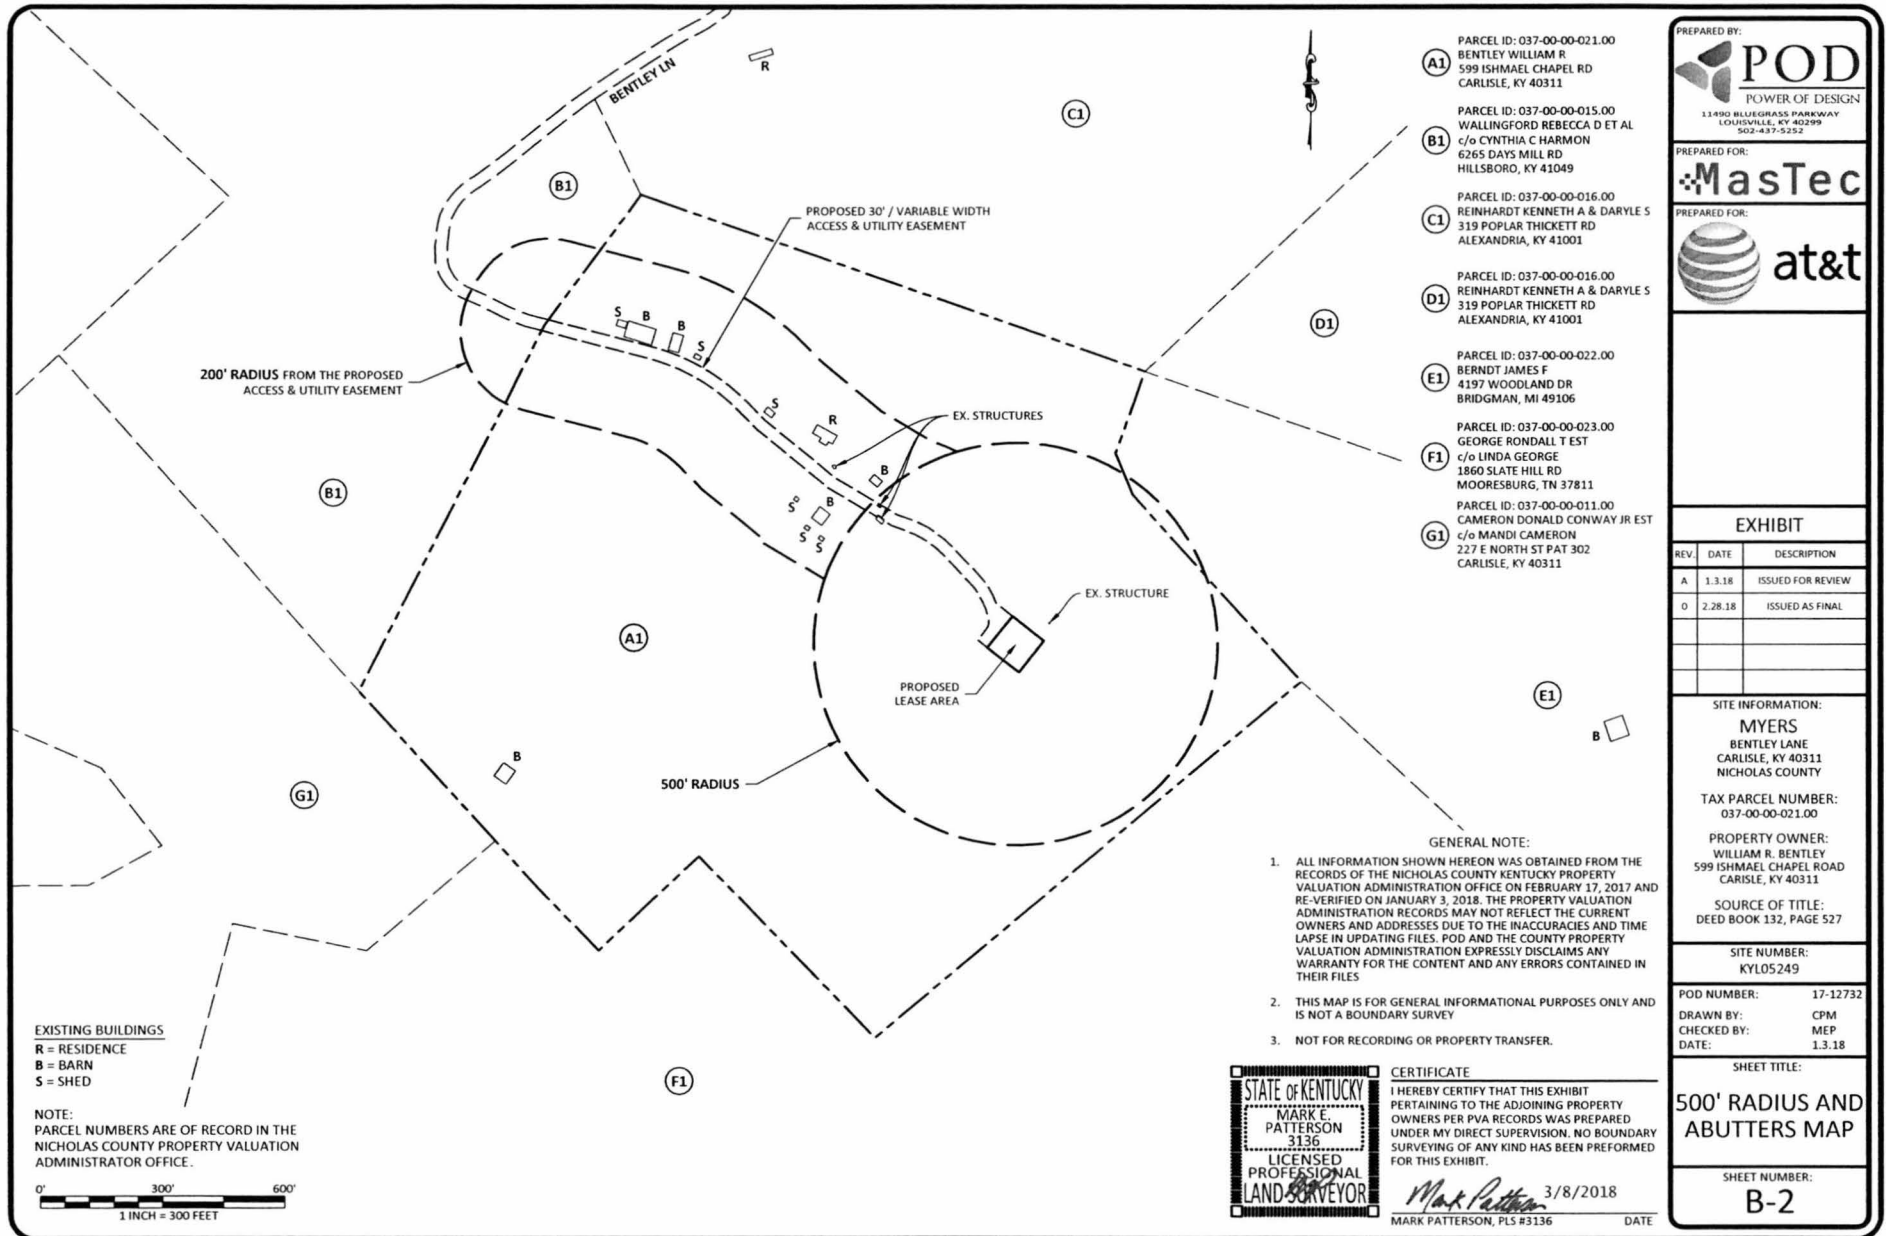 BENTLEY LN
R
C1
B1
PROPOSED 30' / VARIABLE WIDTH
ACCESS & UTILITY EASEMENT
D1
S
B
B
S
200' RADIUS FROM THE PROPOSED
ACCESS & UTILITY EASEMENT
S
R
EX. STRUCTURES
B
B1
S
B
S
S
EX. STRUCTURE
A1
PROPOSED
LEASE AREA
E1
B
B
500' RADIUS
G1
F1
A1
PARCEL ID: 037-00-00-021.00
BENTLEY WILLIAM R
599 ISHMAEL CHAPEL RD
CARLISLE, KY 40311
B1
PARCEL ID: 037-00-00-015.00
WALLINGFORD REBECCA D ET AL
c/o CYNTHIA C HARMON
6265 DAYS MILL RD
HILLSBORO, KY 41049
C1
PARCEL ID: 037-00-00-016.00
REINHARDT KENNETH A & DARYLE S
319 POPLAR THICKETT RD
ALEXANDRIA, KY 41001
D1
PARCEL ID: 037-00-00-016.00
REINHARDT KENNETH A & DARYLE S
319 POPLAR THICKETT RD
ALEXANDRIA, KY 41001
E1
PARCEL ID: 037-00-00-022.00
BERNDT JAMES F
4197 WOODLAND DR
BRIDGMAN, MI 49106
F1
PARCEL ID: 037-00-00-023.00
GEORGE RONDALL T EST
c/o LINDA GEORGE
1860 SLATE HILL RD
MOORESBURG, TN 37811
G1
PARCEL ID: 037-00-00-011.00
CAMERON DONALD CONWAY JR EST
c/o MANDI CAMERON
227 E NORTH ST PAT 302
CARLISLE, KY 40311
GENERAL NOTE:
1. ALL INFORMATION SHOWN HEREON WAS OBTAINED FROM THE
RECORDS OF THE NICHOLAS COUNTY KENTUCKY PROPERTY
VALUATION ADMINISTRATION OFFICE ON FEBRUARY 17, 2017 AND
RE-VERIFIED ON JANUARY 3, 2018. THE PROPERTY VALUATION
ADMINISTRATION RECORDS MAY NOT REFLECT THE CURRENT
OWNERS AND ADDRESSES DUE TO THE INACCURACIES AND TIME
LAPSE IN UPDATING FILES. POD AND THE COUNTY PROPERTY
VALUATION ADMINISTRATION EXPRESSLY DISCLAIMS ANY
WARRANTY FOR THE CONTENT AND ANY ERRORS CONTAINED IN
THEIR FILES
2. THIS MAP IS FOR GENERAL INFORMATIONAL PURPOSES ONLY AND
IS NOT A BOUNDARY SURVEY
3. NOT FOR RECORDING OR PROPERTY TRANSFER.
EXISTING BUILDINGS
R = RESIDENCE
B = BARN
S = SHED
NOTE:
PARCEL NUMBERS ARE OF RECORD IN THE
NICHOLAS COUNTY PROPERTY VALUATION
ADMINISTRATOR OFFICE.
0' 300' 600'
1 INCH = 300 FEET
STATE OF KENTUCKY
MARK E.
PATTERSON
3136
LICENSED
PROFESSIONAL
LAND SURVEYOR
CERTIFICATE
I HEREBY CERTIFY THAT THIS EXHIBIT
PERTAINING TO THE ADJOINING PROPERTY
OWNERS PER PVA RECORDS WAS PREPARED
UNDER MY DIRECT SUPERVISION. NO BOUNDARY
SURVEYING OF ANY KIND HAS BEEN PREFORMED
FOR THIS EXHIBIT.
Mark Patterson 3/8/2018
MARK PATTERSON, PLS #3136 DATE
PREPARED BY:
POD
POWER OF DESIGN
11490 BLUEGRASS PARKWAY
LOUISVILLE, KY 40299
502-437-5252
PREPARED FOR:
MasTec
PREPARED FOR:
at&t
EXHIBIT
REV. DATE DESCRIPTION
A 1.3.18 ISSUED FOR REVIEW
0 2.28.18 ISSUED AS FINAL
SITE INFORMATION:
MYERS
BENTLEY LANE
CARLISLE, KY 40311
NICHOLAS COUNTY
TAX PARCEL NUMBER:
037-00-00-021.00
PROPERTY OWNER:
WILLIAM R. BENTLEY
599 ISHMAEL CHAPEL ROAD
CARISLE, KY 40311
SOURCE OF TITLE:
DEED BOOK 132, PAGE 527
SITE NUMBER:
KYL05249
POD NUMBER: 17-12732
DRAWN BY: CPM
CHECKED BY: MEP
DATE: 1.3.18
SHEET TITLE:
500' RADIUS AND
ABUTTERS MAP
SHEET NUMBER:
B-2